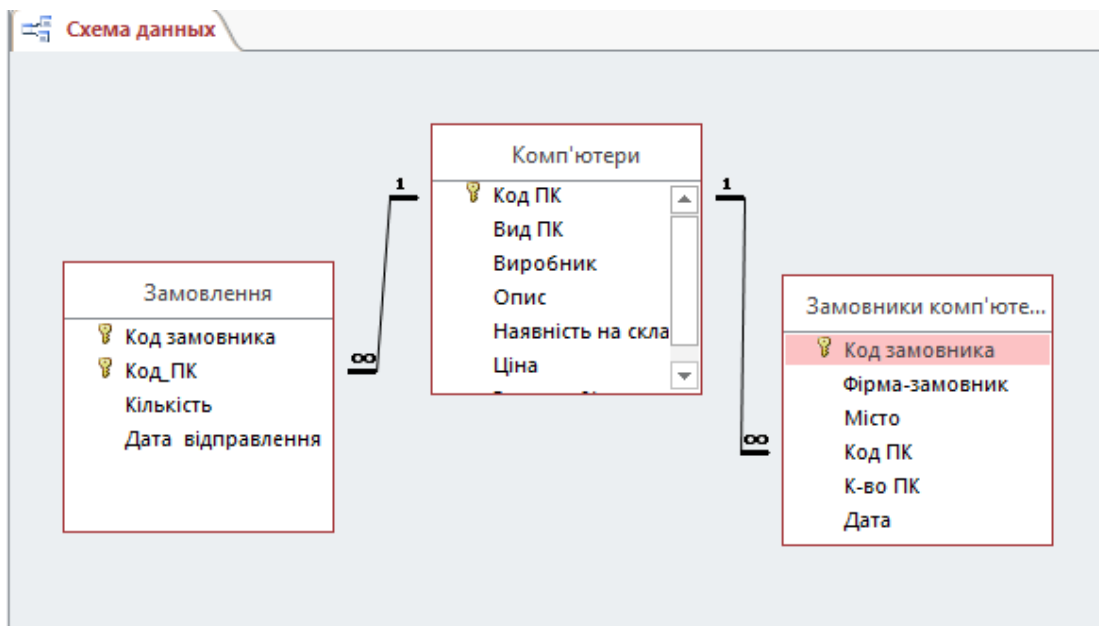 Схема данных
Замовлення
Код замовника
Код_ПК
Кількість
Дата відправлення
∞
1
Комп'ютери
Код ПК
Вид ПК
Виробник
Опис
Наявність на скла
Ціна
1
∞
Замовники комп'юте...
Код замовника
Фірма-замовник
Місто
Код ПК
К-во ПК
Дата